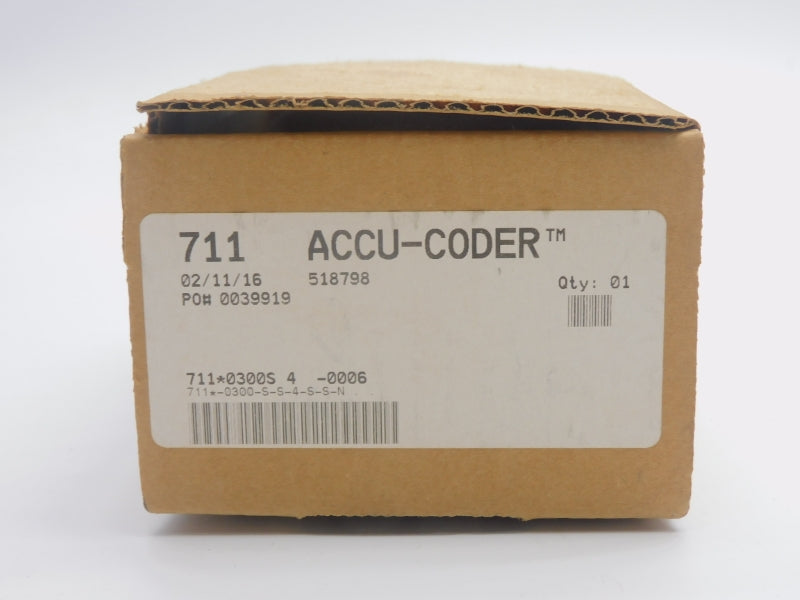 711 ACCU-CODER™
02/11/16 518798 Qty: 01
PO# 0039919
711*0300S 4 -0006
711*-0300-S-S-4-S-S-N